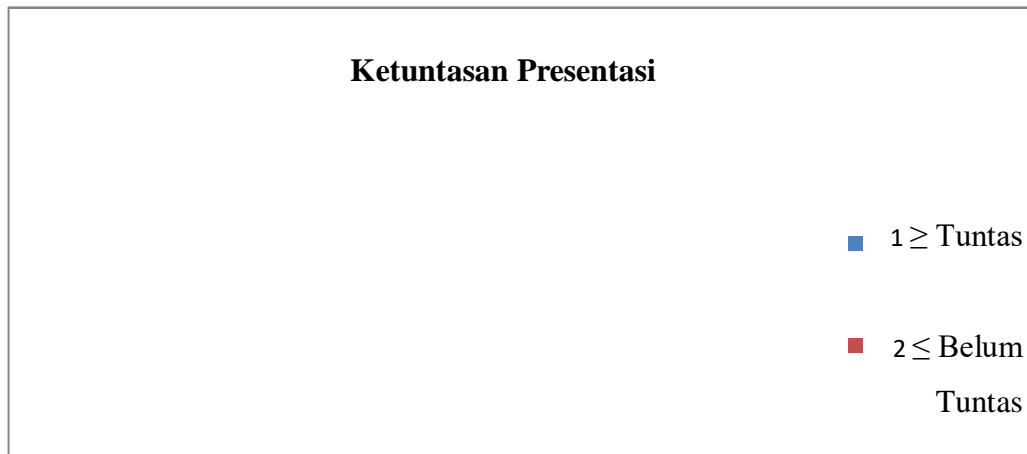 Ketuntasan Presentasi
1 ≥ Tuntas
2 ≤ Belum
Tuntas